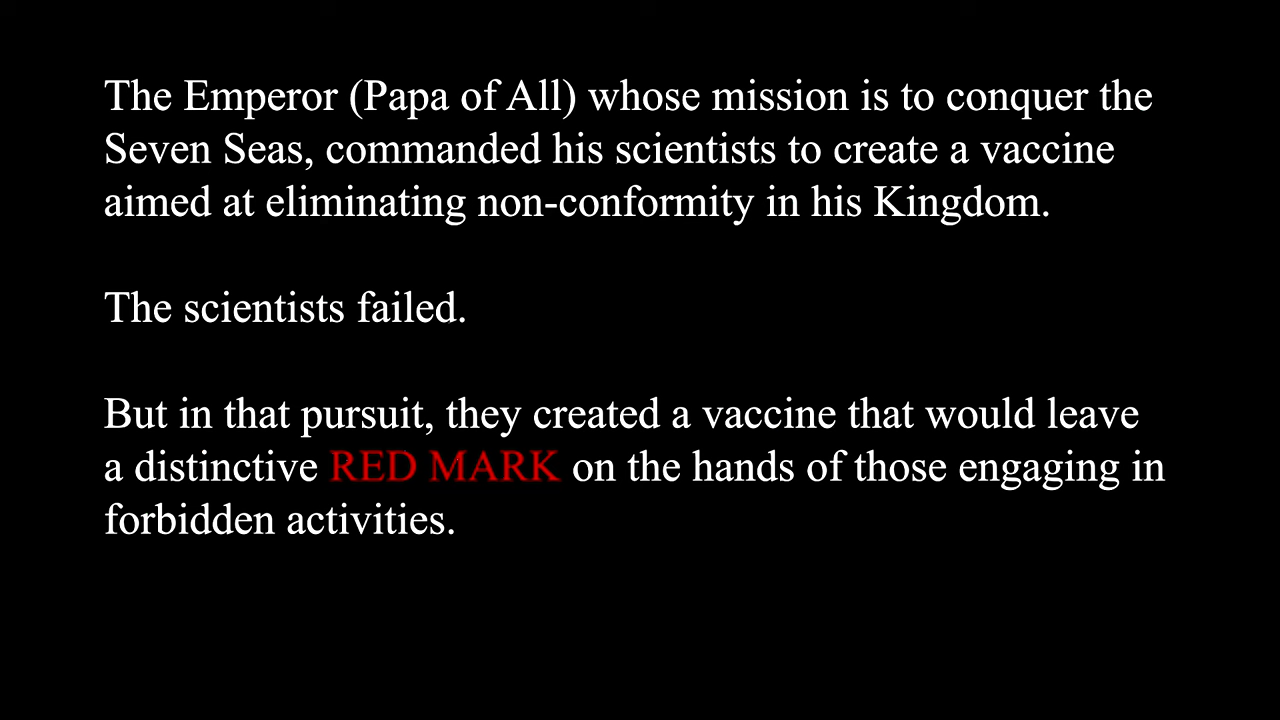 The Emperor (Papa of All) whose mission is to conquer the
Seven Seas, commanded his scientists to create a vaccine
aimed at eliminating non-conformity in his Kingdom.
The scientists failed.
But in that pursuit, they created a vaccine that would leave
a distinctive RED MARK on the hands of those engaging in
forbidden activities.